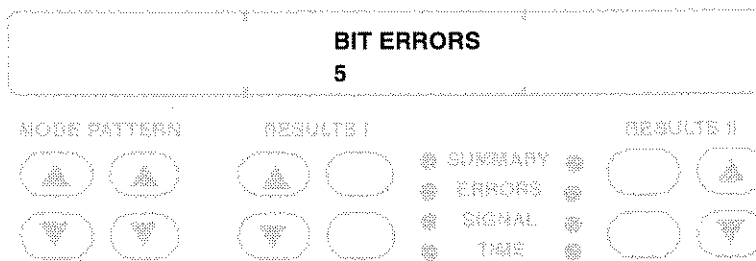 BIT ERRORS
5
MODE PATTERN RESULTS I RESULTS II
SUMMARY
ERRORS
SIGNAL
TIME